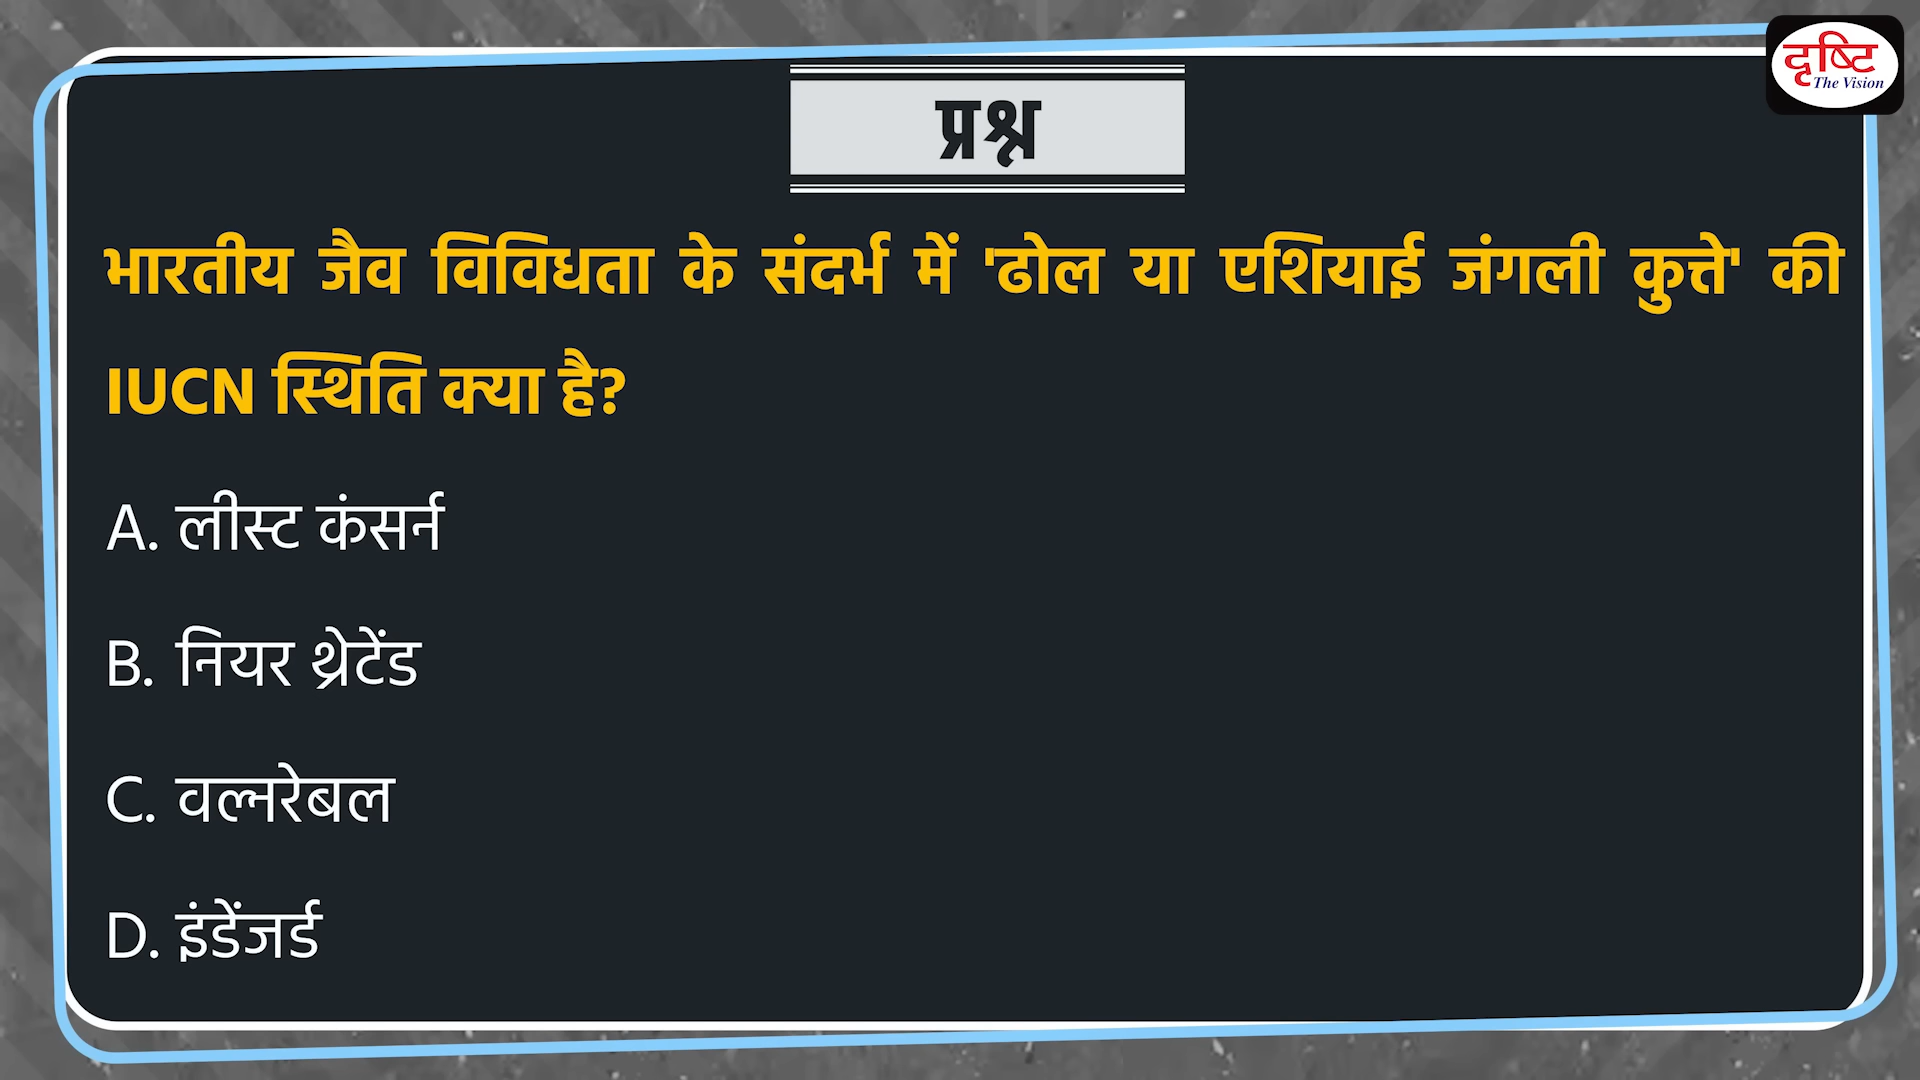 दृष्टि
The Vision
प्रश्न
भारतीय जैव विविधता के संदर्भ में 'ढोल या एशियाई जंगली कुत्ते' की
IUCN स्थिति क्या है?
A. लीस्ट कंसर्न
B. नियर थ्रेटेंड
C. वल्नरेबल
D. इंडेंजर्ड